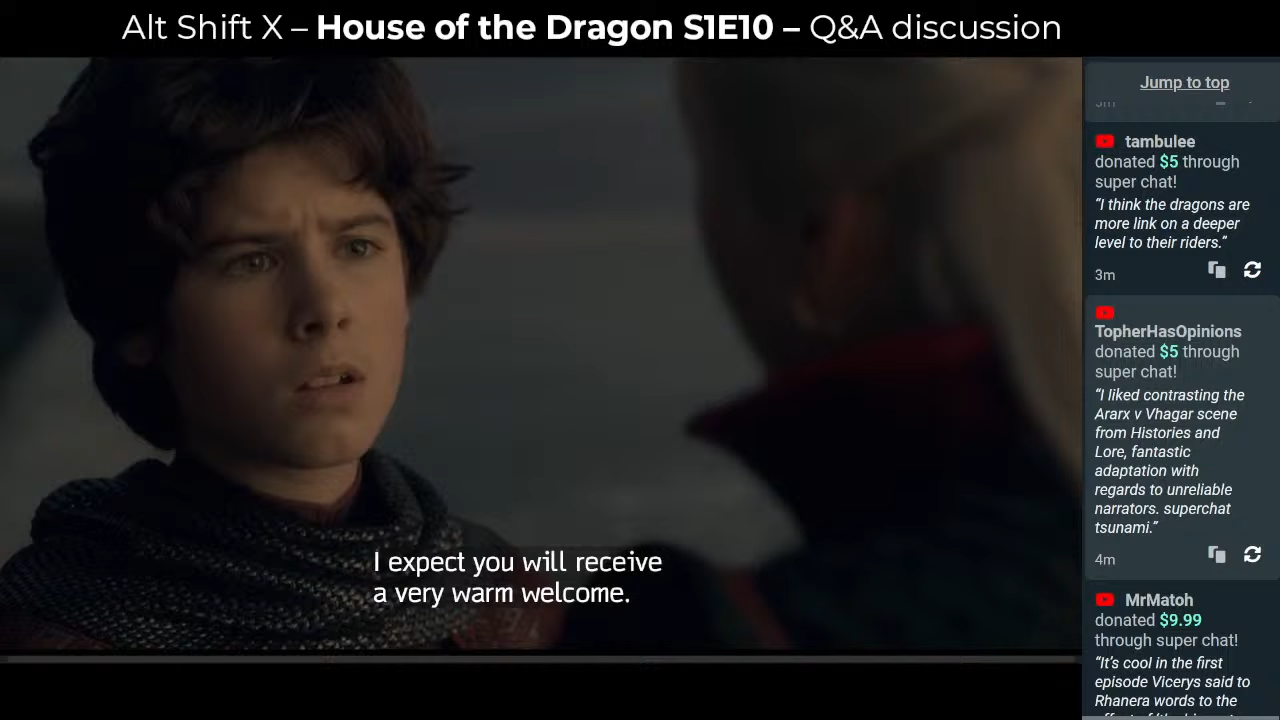 Alt Shift X – House of the Dragon S1E10 – Q&A discussion
I expect you will receive
a very warm welcome.
Jump to top
tambulee
donated $5 through
super chat!
“I think the dragons are
more link on a deeper
level to their riders.”
3m
TopherHasOpinions
donated $5 through
super chat!
“I liked contrasting the
Ararx v Vhagar scene
from Histories and
Lore, fantastic
adaptation with
regards to unreliable
narrators. superchat
tsunami.”
4m
MrMatoh
donated $9.99
through super chat!
“It’s cool in the first
episode Vicerys said to
Rhanera words to the